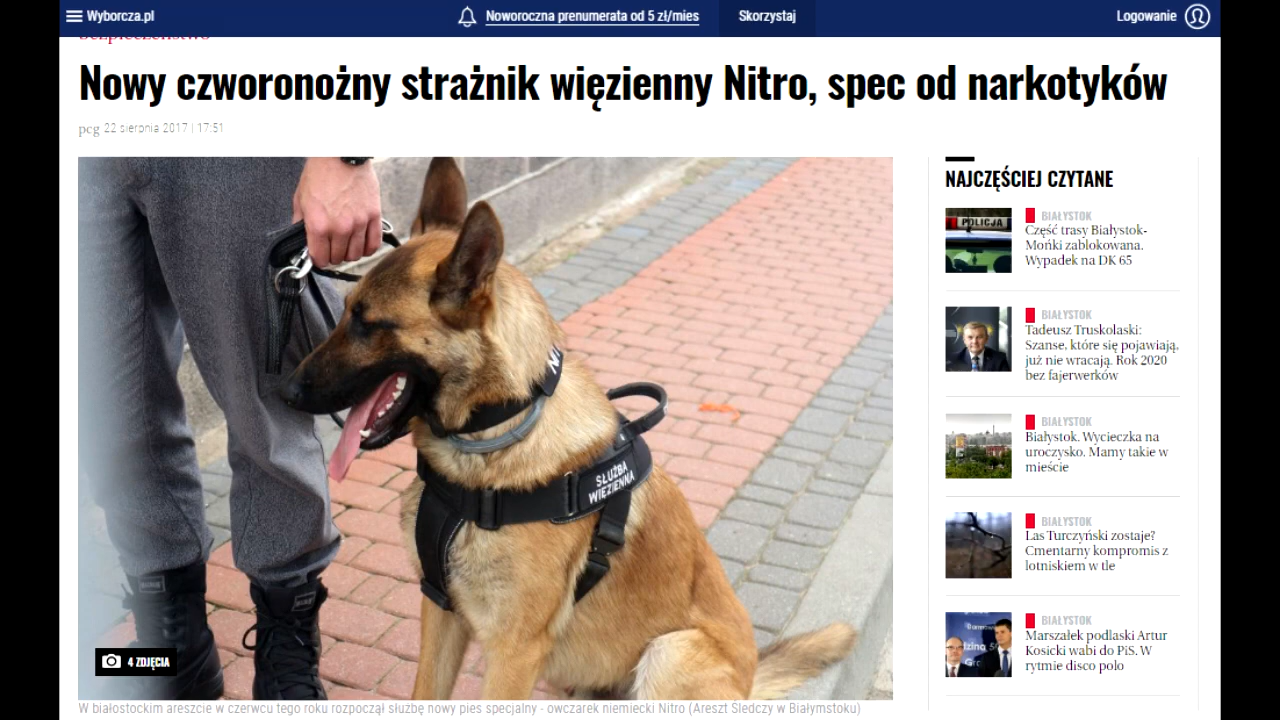 Wyborcza.pl
Noworoczna prenumerata od 5 zł/mies
Skorzystaj
Logowanie
Bezpieczeństwo
Nowy czworonożny strażnik więzienny Nitro, spec od narkotyków
pcg 22 sierpnia 2017 | 17:51
SŁUŻBA
WIĘZIENNA
4 ZDJĘCIA
W białostockim areszcie w czerwcu tego roku rozpoczął służbę nowy pies specjalny - owczarek niemiecki Nitro (Areszt Śledczy w Białymstoku)
NAJCZĘŚCIEJ CZYTANE
POLICJA
BIAŁYSTOK
Część trasy Białystok-
Mońki zablokowana.
Wypadek na DK 65
BIAŁYSTOK
Tadeusz Truskolaski:
Szanse, które się pojawiają,
już nie wracają. Rok 2020
bez fajerwerków
BIAŁYSTOK
Białystok. Wycieczka na
uroczysko. Mamy takie w
mieście
BIAŁYSTOK
Las Turczyński zostaje?
Cmentarny kompromis z
lotniskiem w tle
BIAŁYSTOK
Marszałek podlaski Artur
Kosicki wabi do PiS. W
rytmie disco polo